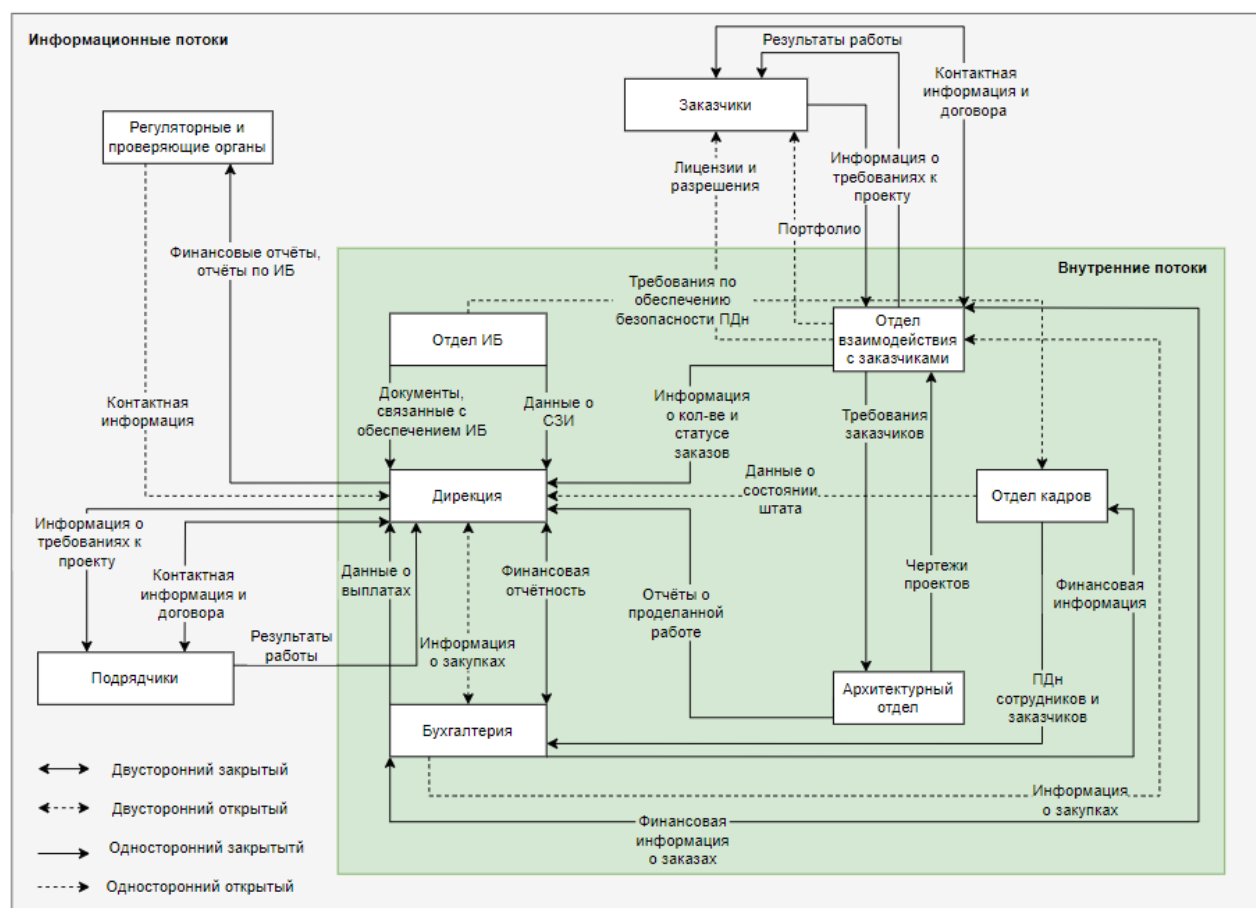 Информационные потоки
Результаты работы
Контактная
информация и
договора
Заказчики
Регуляторные и
проверяющие органы
Лицензии и
разрешения
Информация о
требованиях к
проекту
Портфолио
Финансовые отчёты,
отчёты по ИБ
Внутренние потоки
Требования по
обеспечению
безопасности ПДн
Отдел ИБ
Отдел
взаимодействия
с заказчиками
Контактная
информация
Документы,
связанные с
обеспечением ИБ
Данные о
СЗИ
Информация
о кол-ве и
статусе
заказов
Требования
заказчиков
Дирекция
Данные о
состоянии
штата
Отдел кадров
Информация о
требованиях к
проекту
Контактная
информация и
договора
Данные о
выплатах
Финансовая
отчётность
Отчёты о
проделанной
работе
Чертежи
проектов
Финансовая
информация
Результаты
работы
Информация
о закупках
Подрядчики
Архитектурный
отдел
ПДн
сотрудников и
заказчиков
Бухгалтерия
Двусторонний закрытый
Двусторонний открытый
Односторонний закрытытй
Односторонний открытый
Информация
о закупках
Финансовая
информация
о заказах